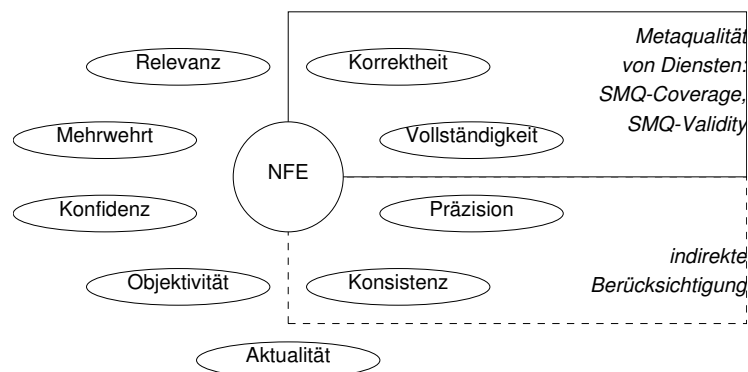 Relevanz
Korrektheit
Metaqualität
von Diensten:
SMQ-Coverage,
SMQ-Validity
Mehrwehrt
Vollständigkeit
NFE
Konfidenz
Präzision
Objektivität
Konsistenz
indirekte
Berücksichtigung
Aktualität